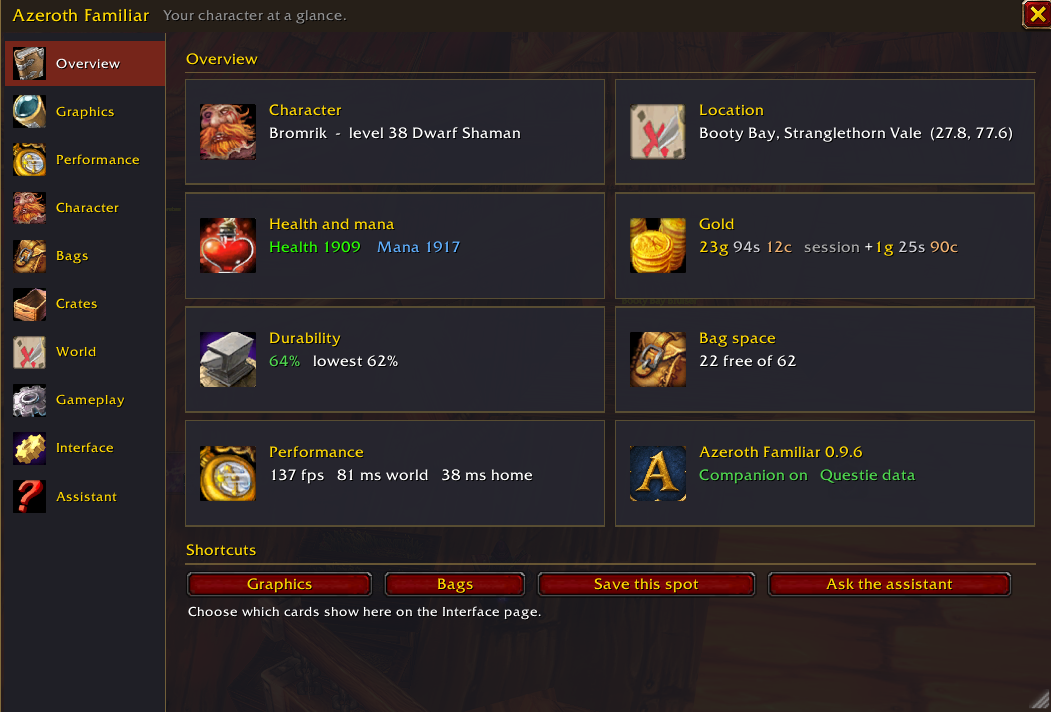 Azeroth Familiar Your character at a glance.
Overview
Graphics
Performance
Character
Bags
Crates
World
Gameplay
Interface
Assistant
Overview
Character
Bromrik - level 38 Dwarf Shaman
Location
Booty Bay, Stranglethorn Vale (27.8, 77.6)
Health and mana
Health 1909 Mana 1917
Gold
23g 94s 12c session +1g 25s 90c
Durability
64% lowest 62%
Bag space
22 free of 62
Performance
137 fps 81 ms world 38 ms home
Azeroth Familiar 0.9.6
Companion on Questie data
Shortcuts
Graphics
Bags
Save this spot
Ask the assistant
Choose which cards show here on the Interface page.